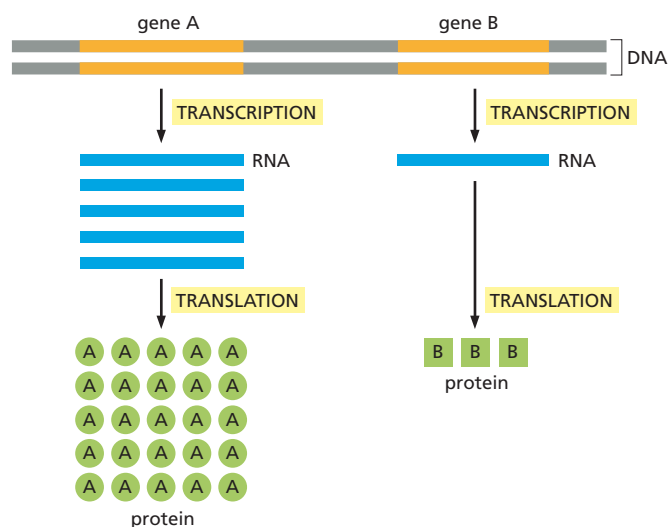 gene A gene B
DNA
TRANSCRIPTION TRANSCRIPTION
RNA RNA
TRANSLATION TRANSLATION
A A A A A B B B
protein
A A A A A
A A A A A
A A A A A
A A A A A
protein